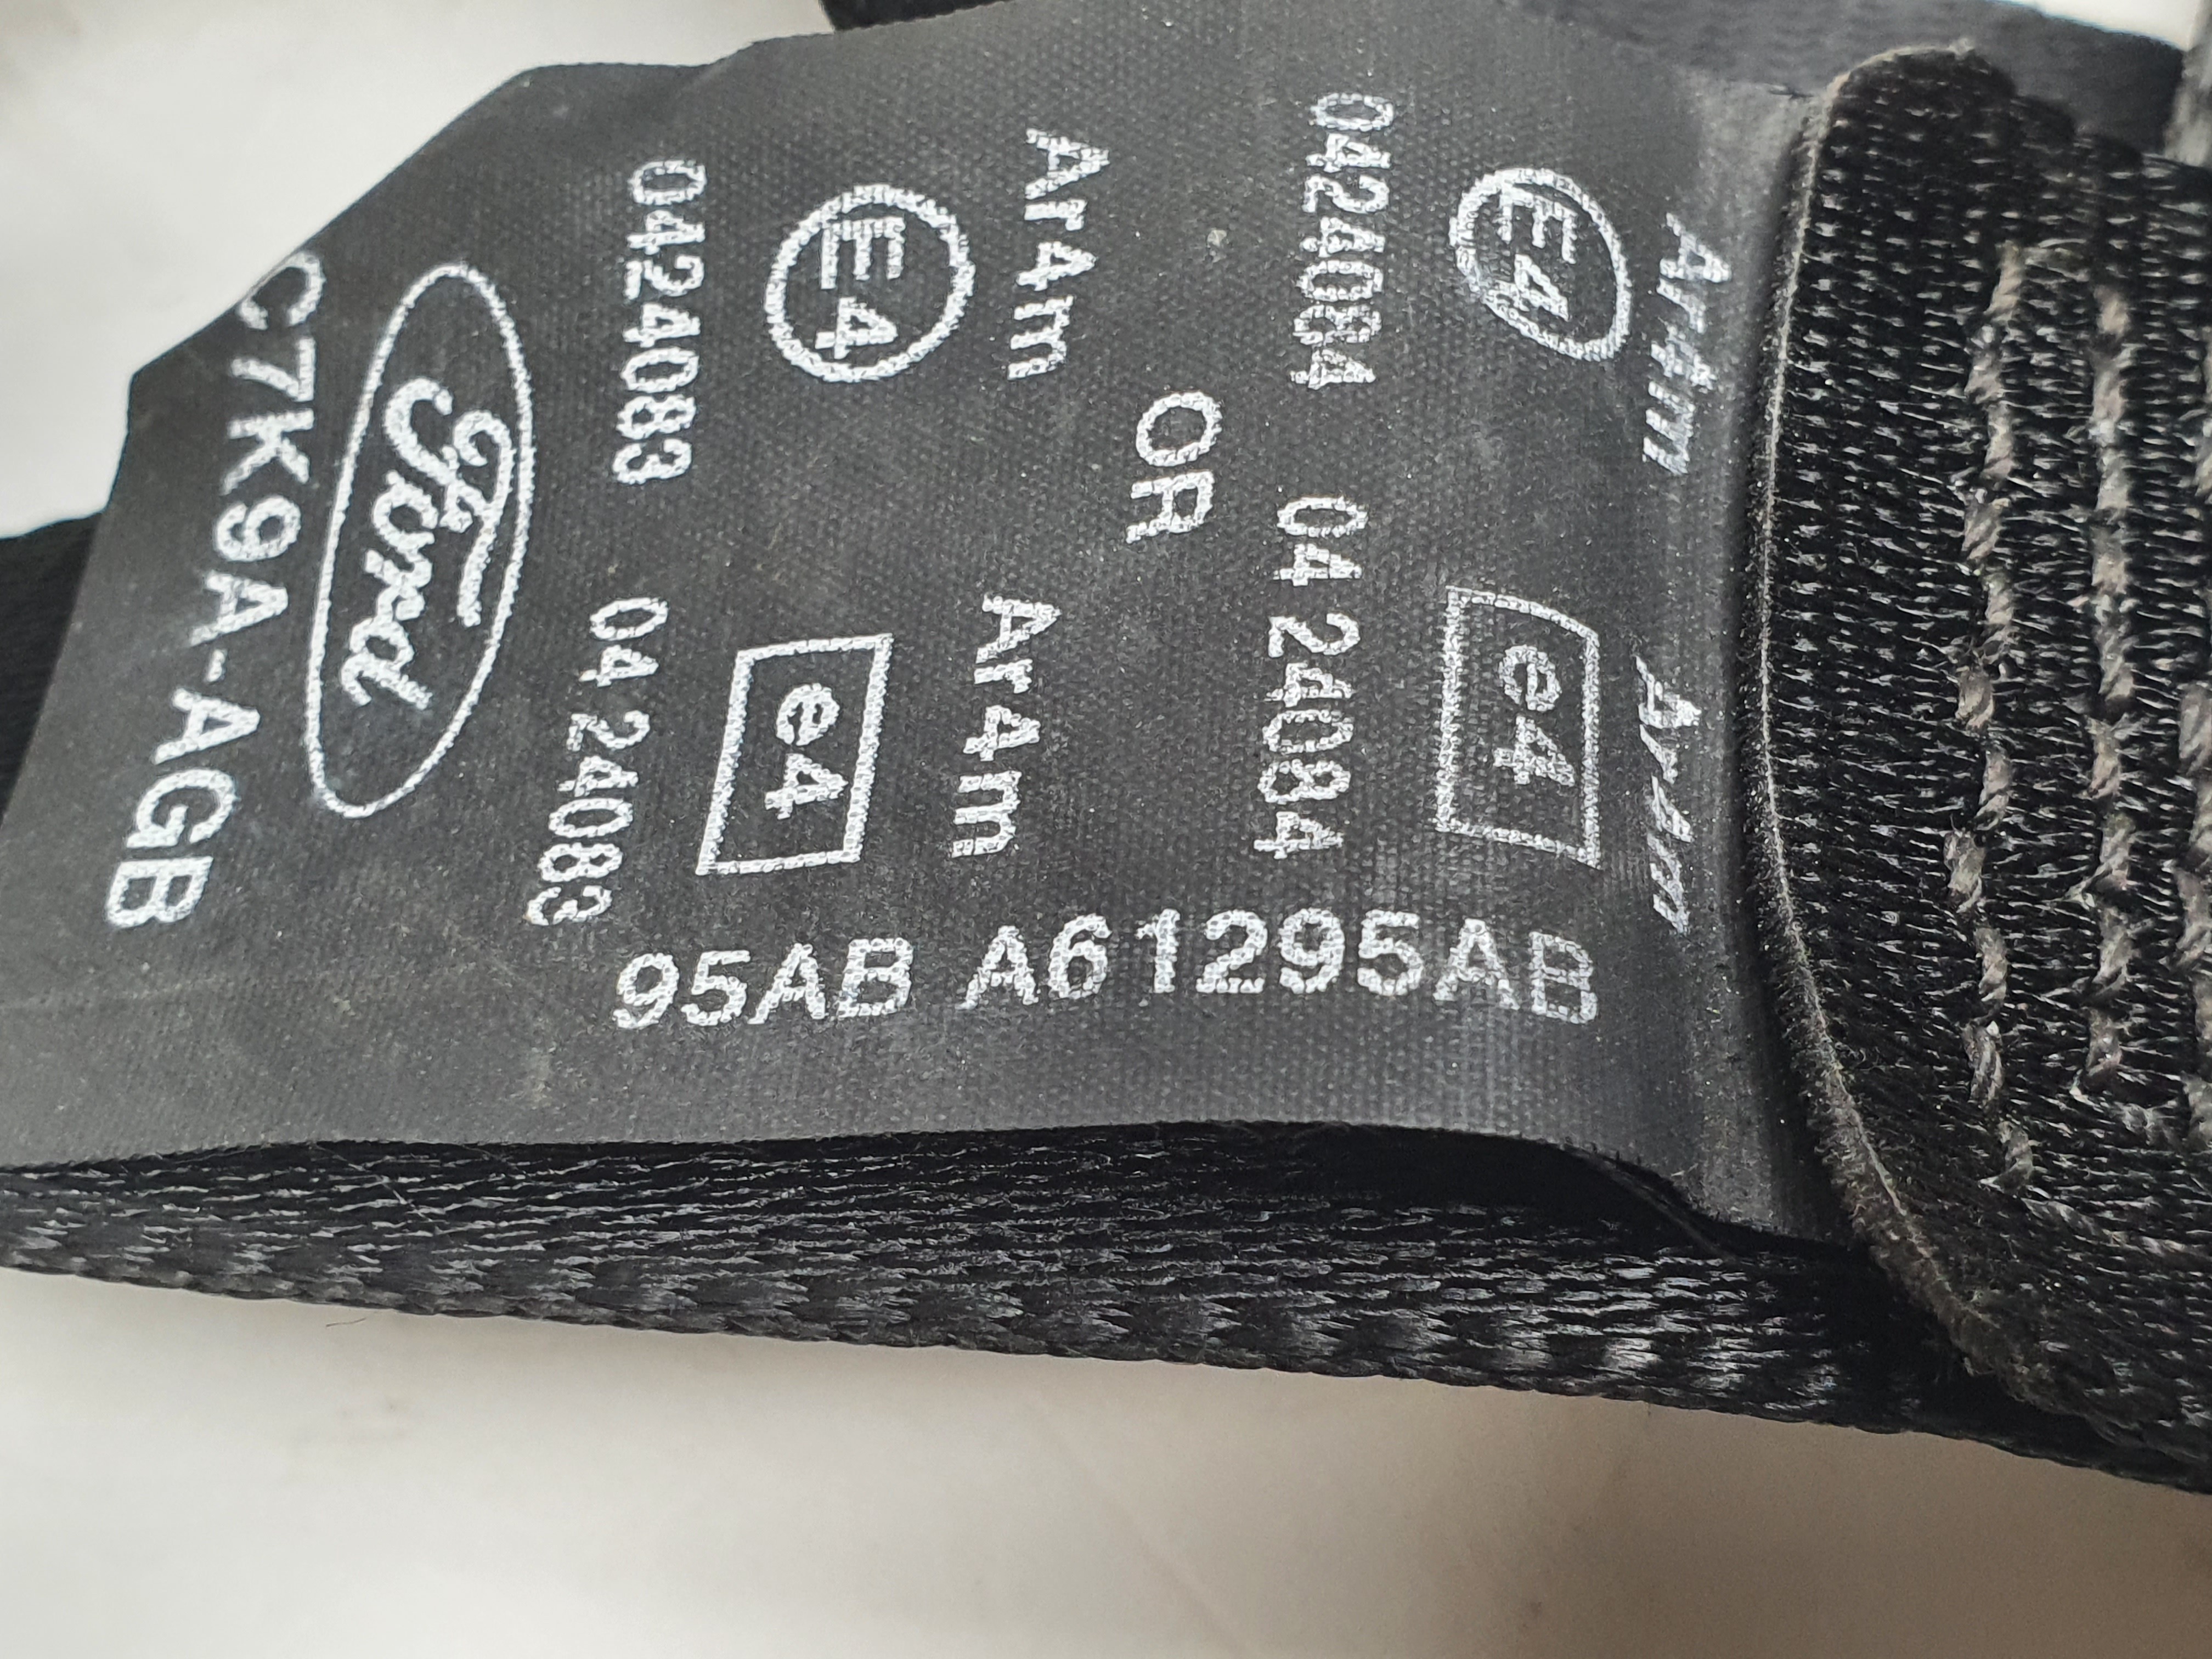 Ar4m Ar4m
E4 e4
0424084 04 24084
OR
Ar4m Ar4m
E4 e4
0424083 04 24083
Ford
C7K9A-AGB
95AB A61295AB